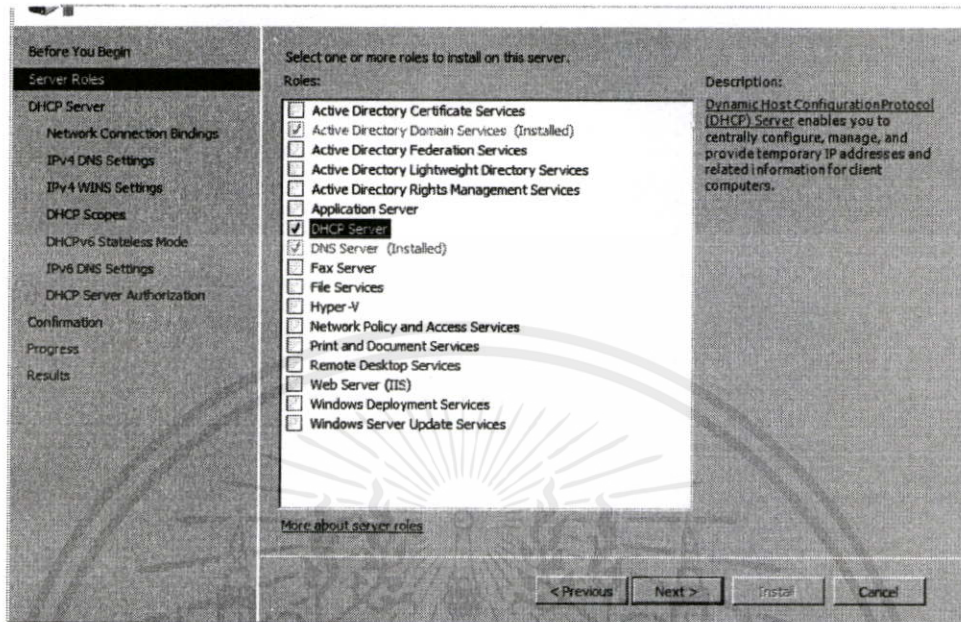 Before You Begin
Server Roles
DHCP Server
Network Connection Bindings
IPv4 DNS Settings
IPv4 WINS Settings
DHCP Scopes
DHCPv6 Stateless Mode
IPv6 DNS Settings
DHCP Server Authorization
Confirmation
Progress
Results
Select one or more roles to install on this server.
Roles:
Active Directory Certificate Services
Active Directory Domain Services (Installed)
Active Directory Federation Services
Active Directory Lightweight Directory Services
Active Directory Rights Management Services
Application Server
DHCP Server
DNS Server (Installed)
Fax Server
File Services
Hyper-V
Network Policy and Access Services
Print and Document Services
Remote Desktop Services
Web Server (IIS)
Windows Deployment Services
Windows Server Update Services
More about server roles
Description:
Dynamic Host Configuration Protocol
(DHCP) Server enables you to
centrally configure, manage, and
provide temporary IP addresses and
related information for client
computers.
< Previous
Next >
Install
Cancel